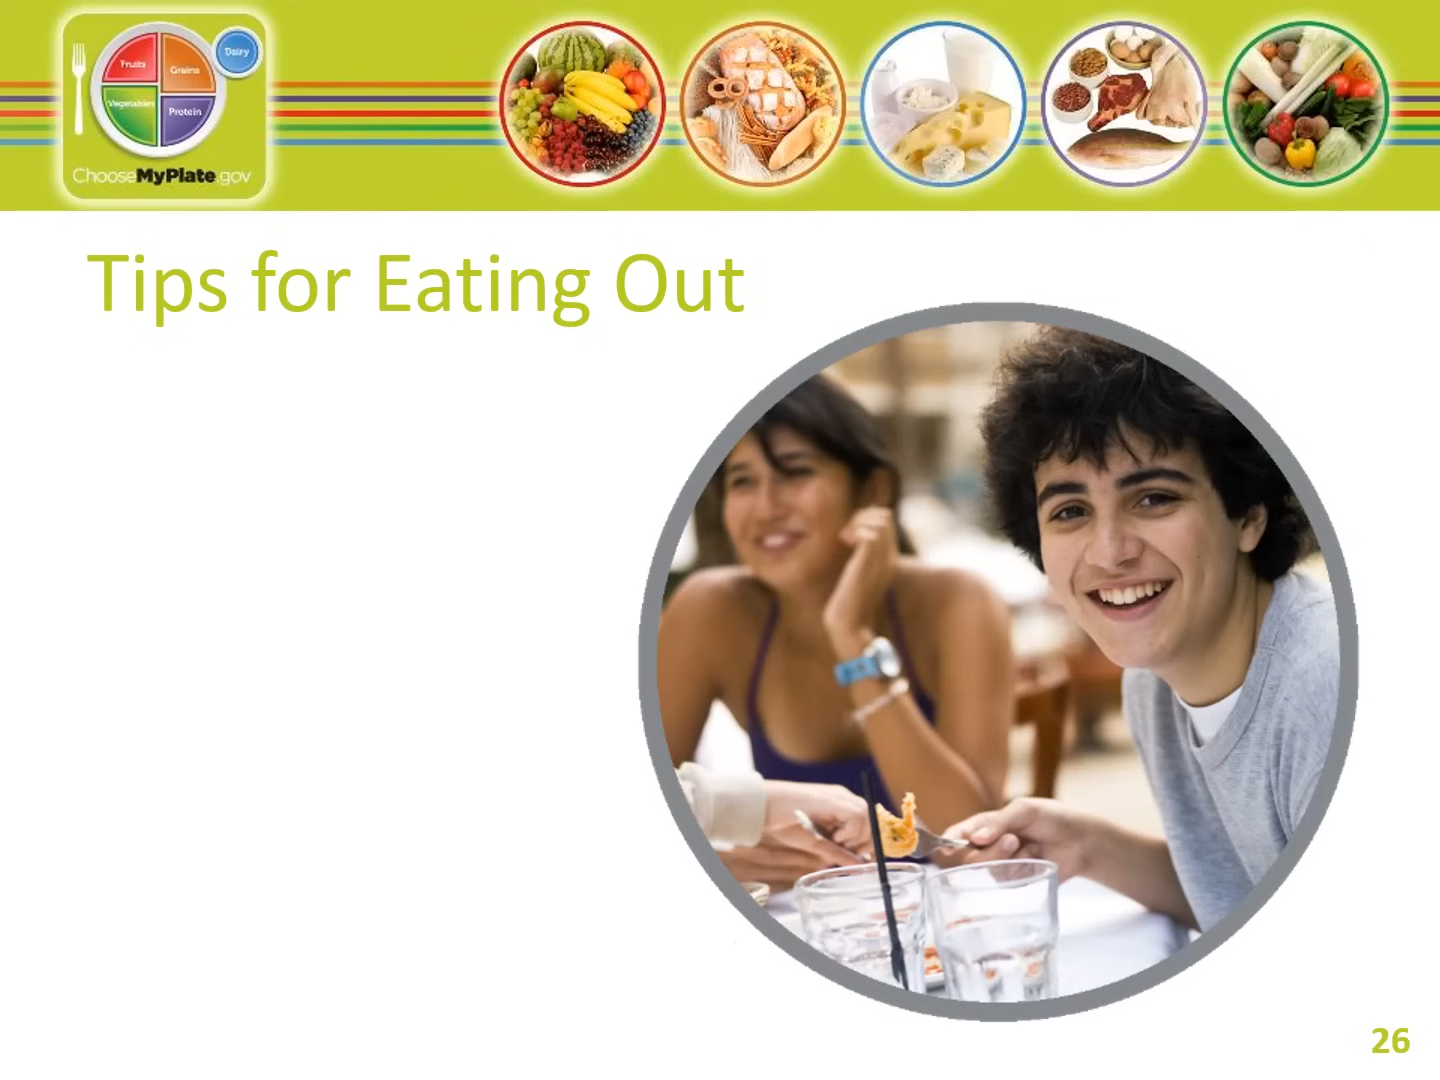 Fruits
Grains
Dairy
Vegetables
Protein
ChooseMyPlate.gov
Tips for Eating Out
26